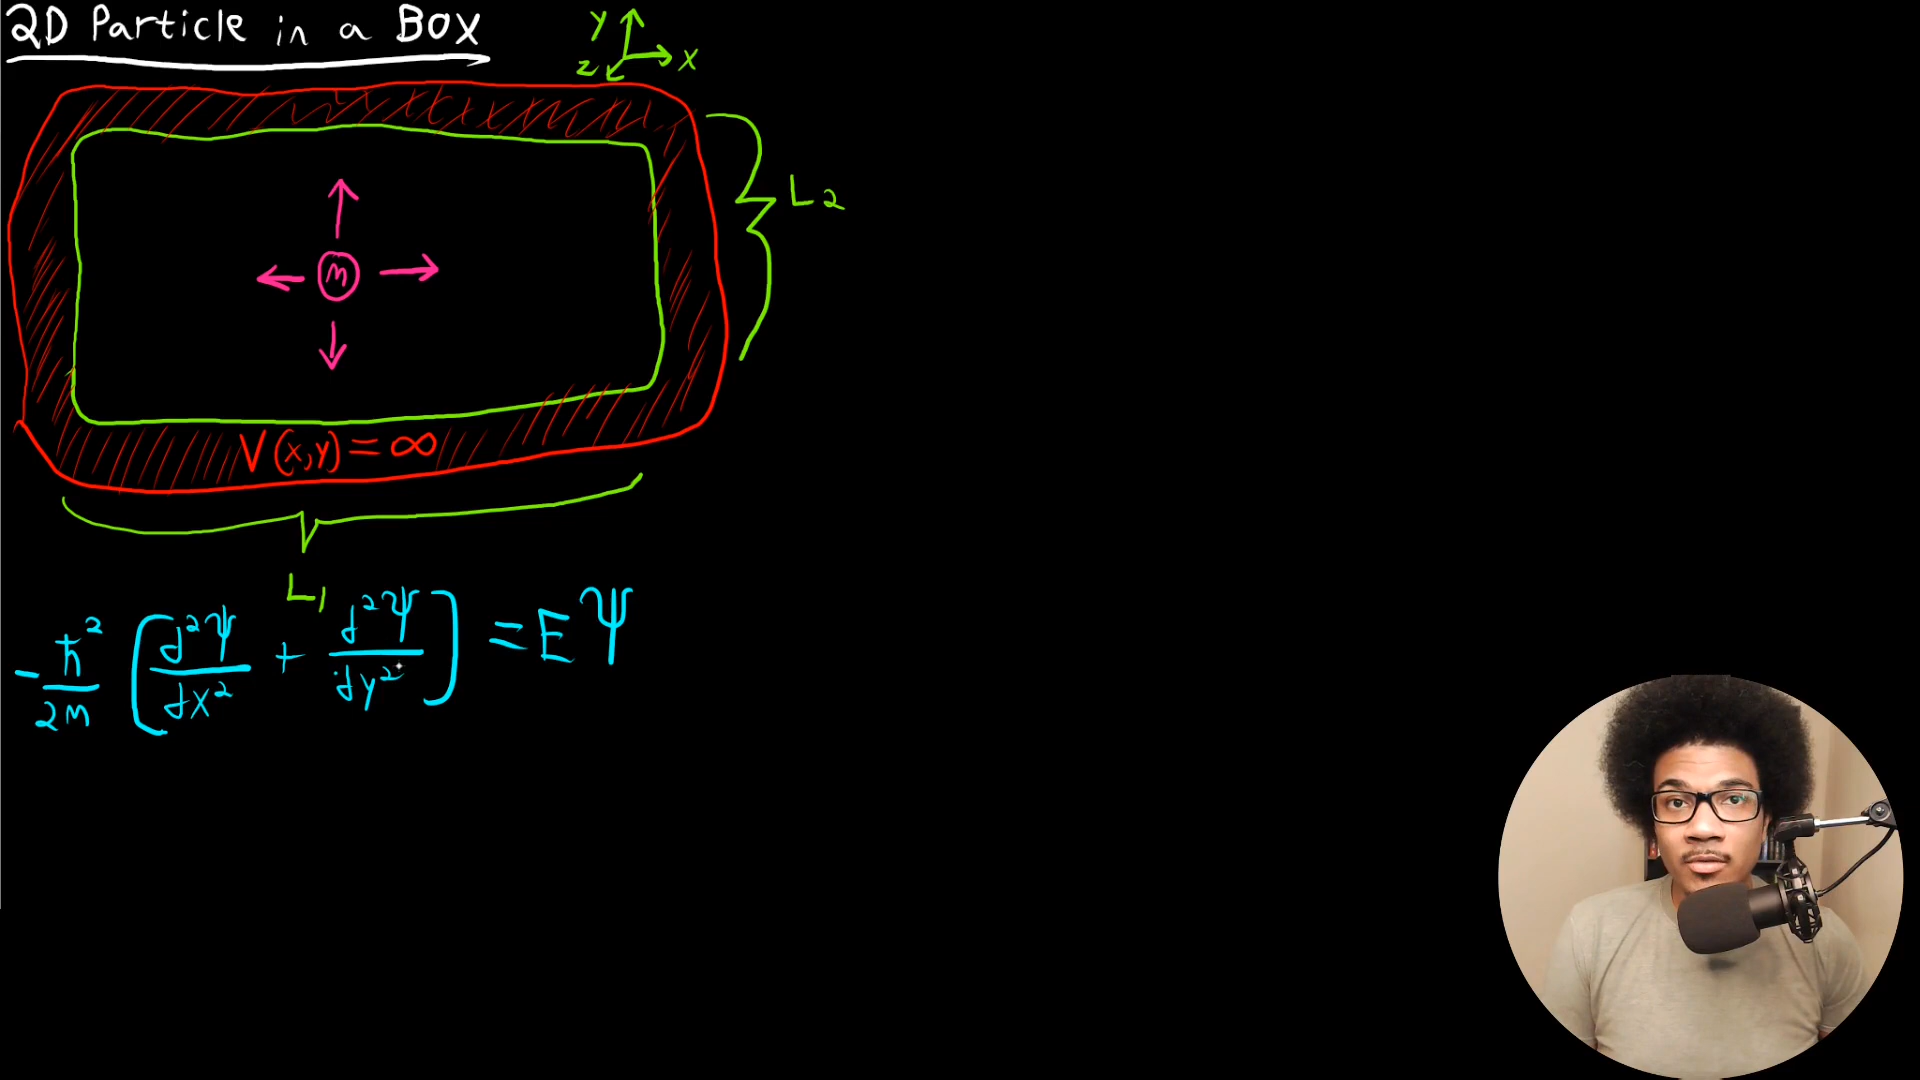 2D Particle in a Box
y
z x
L2
m
V(x,y) = ∞
L1
-ħ²/2m [d²Ψ/dx² + d²Ψ/dy²] = EΨ